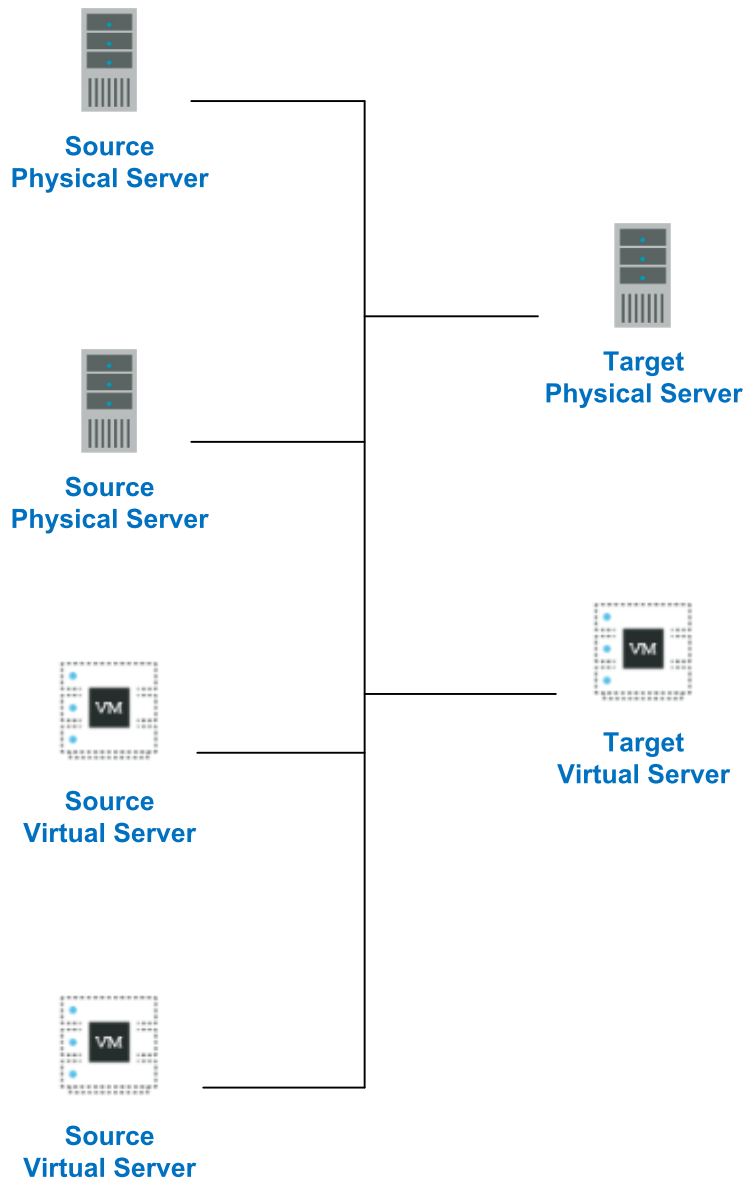 Source
Physical Server
Target
Physical Server
Source
Physical Server
VM
Target
Virtual Server
VM
Source
Virtual Server
VM
Source
Virtual Server